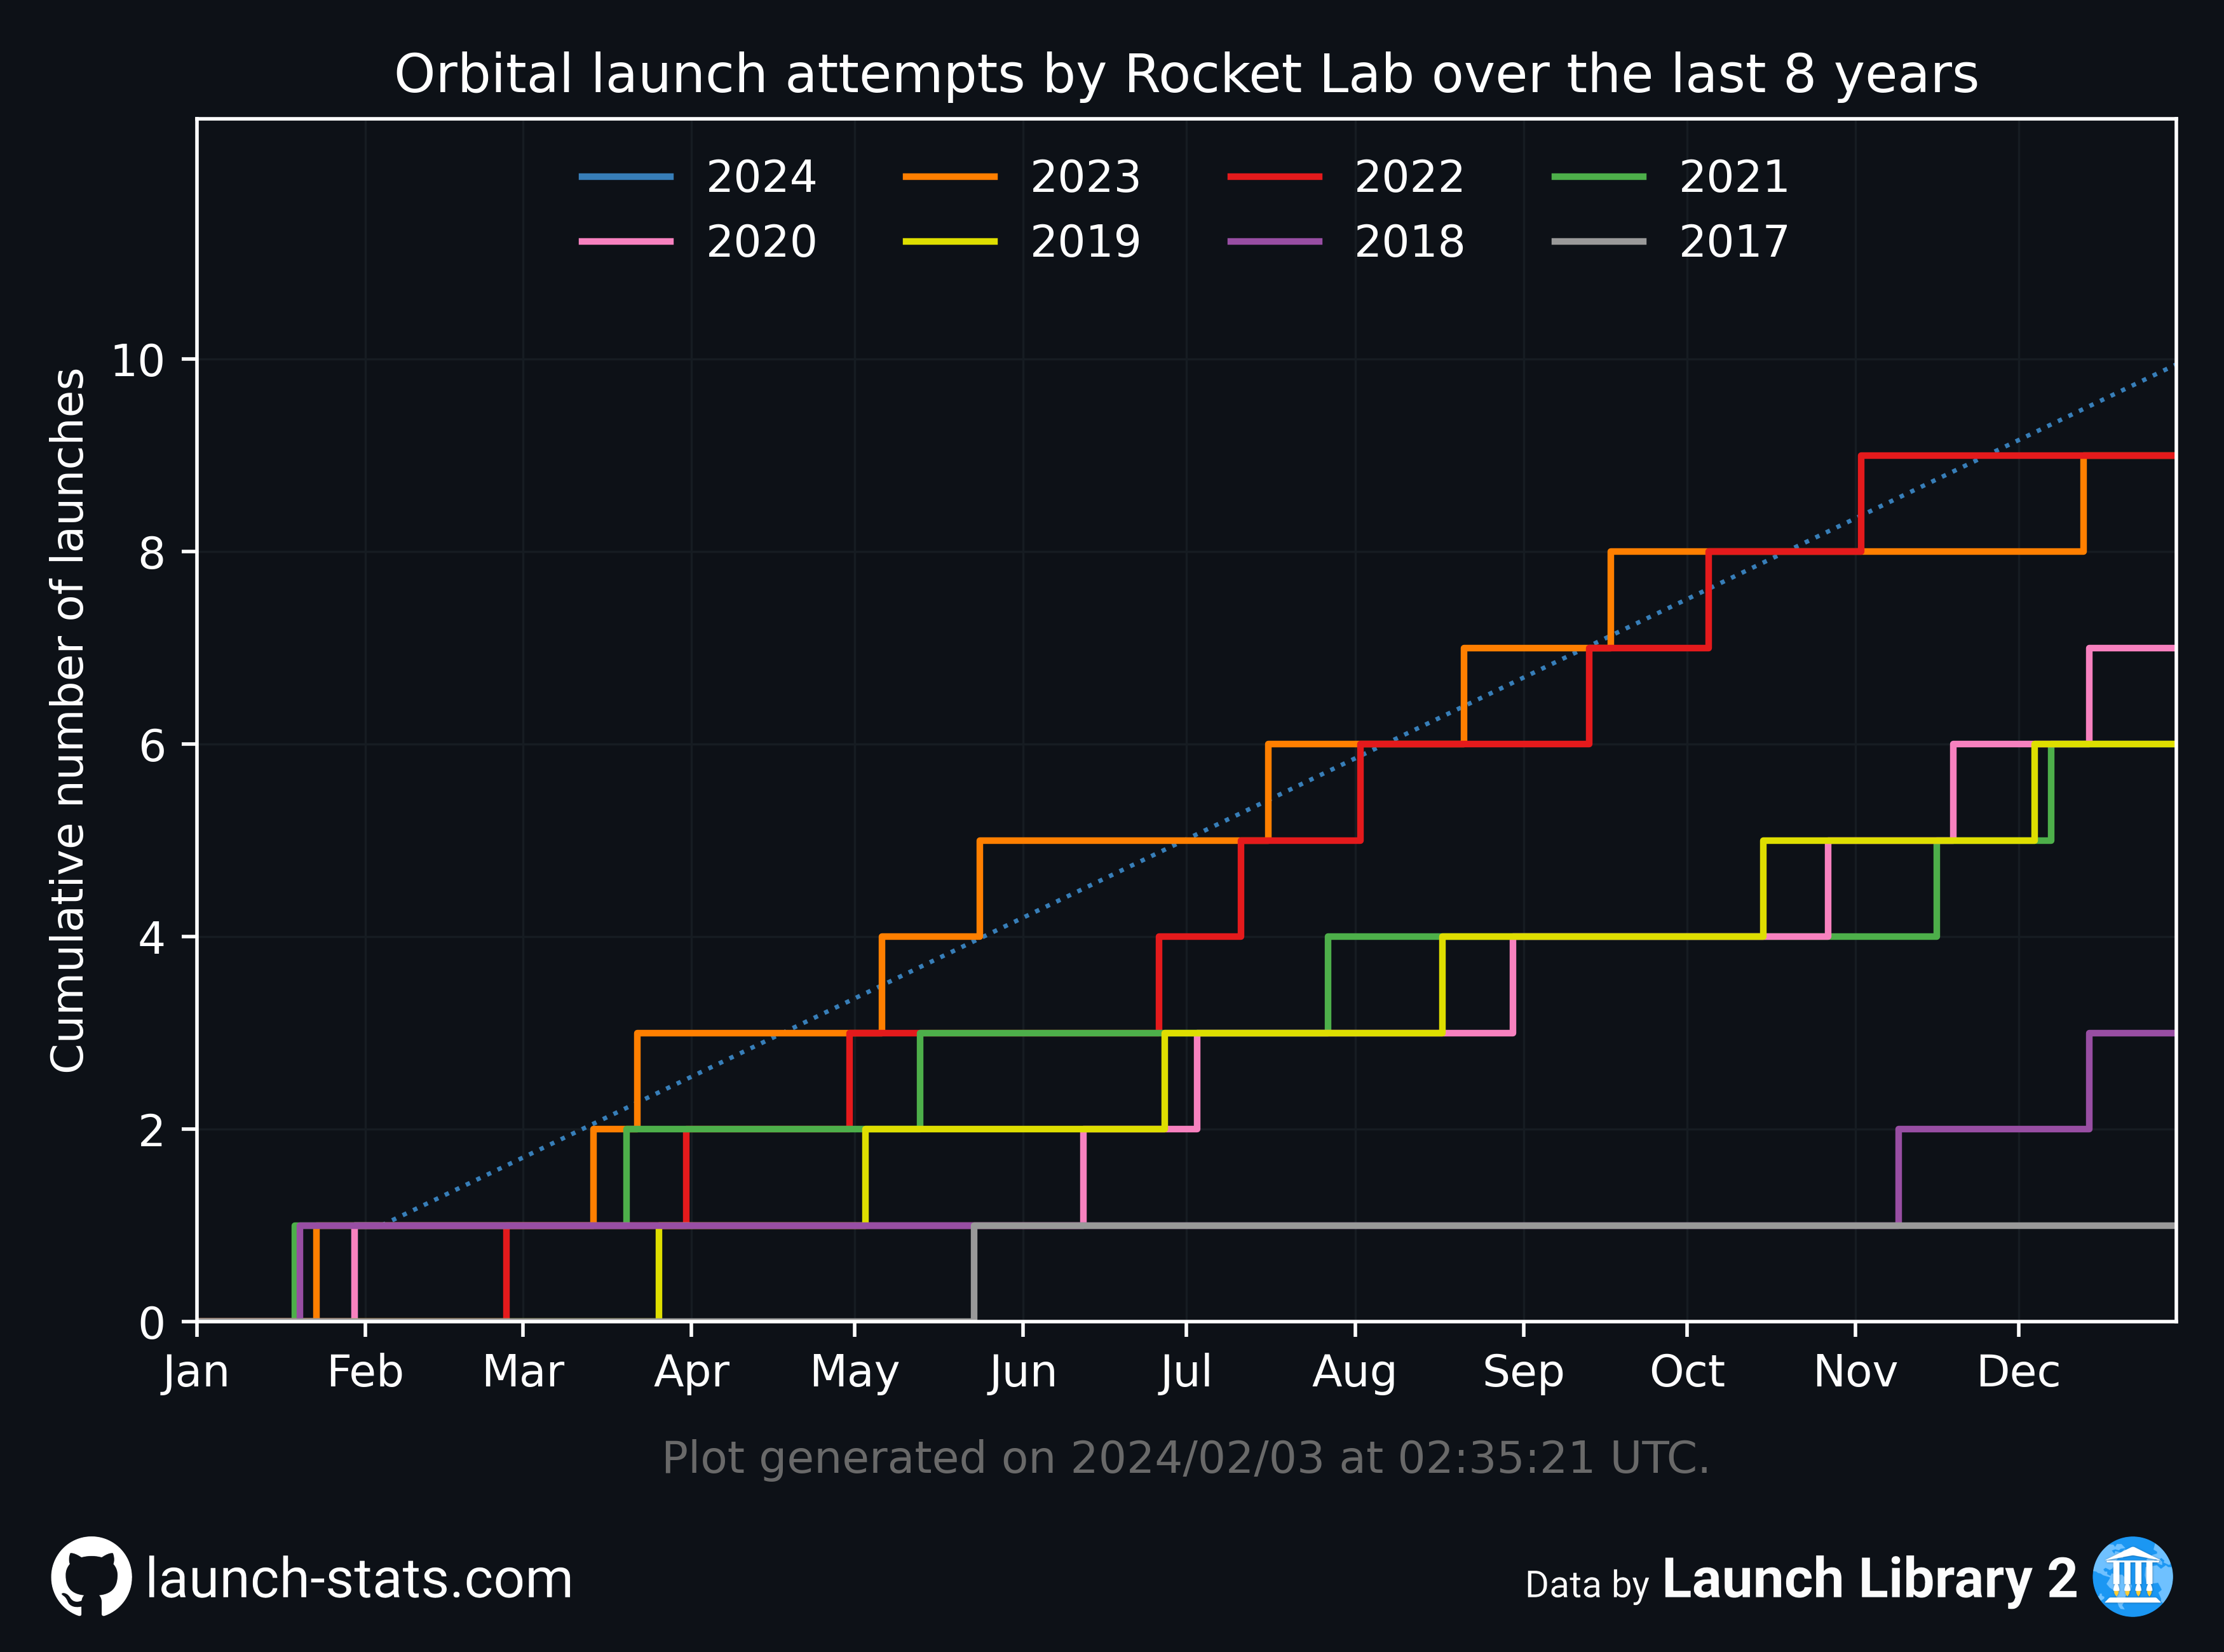 Orbital launch attempts by Rocket Lab over the last 8 years
2024 2023 2022 2021
2020 2019 2018 2017
Cumulative number of launches
10
8
6
4
2
0
Jan Feb Mar Apr May Jun Jul Aug Sep Oct Nov Dec
Plot generated on 2024/02/03 at 02:35:21 UTC.
launch-stats.com
Data by Launch Library 2